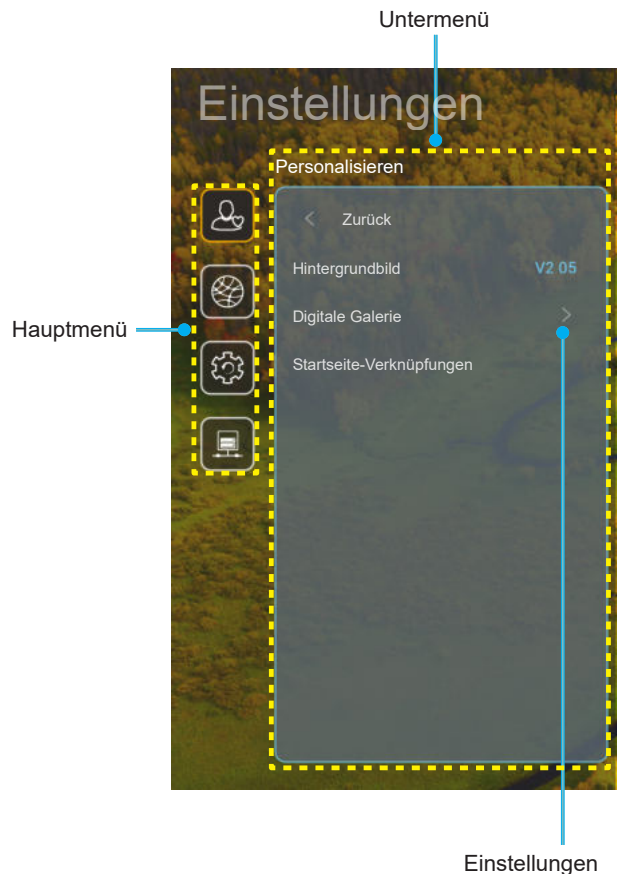 Untermenü
Einstellungen
Personalisieren
Zurück
Hintergrundbild V2 05
Digitale Galerie
Hauptmenü
Startseite-Verknüpfungen
Einstellungen